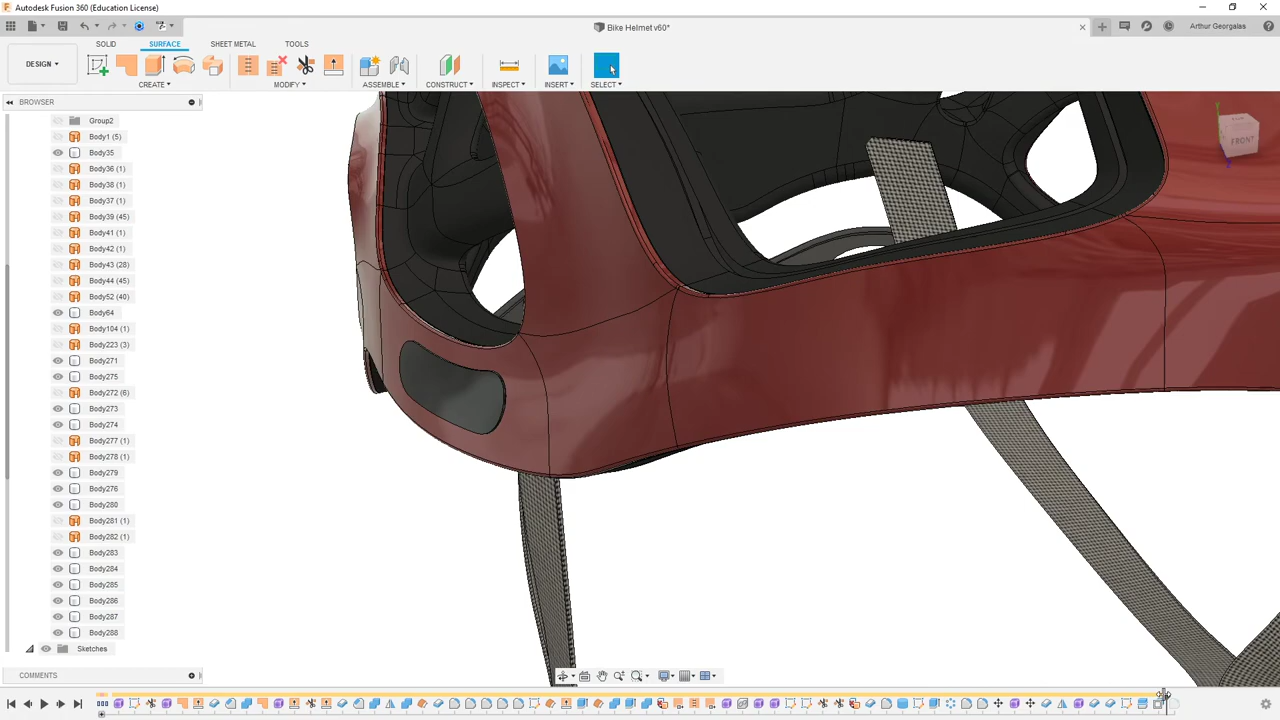 Autodesk Fusion 360 (Education License)
Bike Helmet v60*
Arthur Georgalas
SOLID SURFACE SHEET METAL TOOLS
DESIGN
CREATE MODIFY ASSEMBLE CONSTRUCT INSPECT INSERT SELECT
BROWSER
Group2
Body1 (5)
Body35
Body36 (1)
Body38 (1)
Body37 (1)
Body39 (45)
Body41 (1)
Body42 (1)
Body43 (28)
Body44 (45)
Body52 (40)
Body64
Body104 (1)
Body223 (3)
Body271
Body275
Body272 (6)
Body273
Body274
Body277 (1)
Body278 (1)
Body279
Body276
Body280
Body281 (1)
Body282 (1)
Body283
Body284
Body285
Body286
Body287
Body288
Sketches
COMMENTS
FRONT